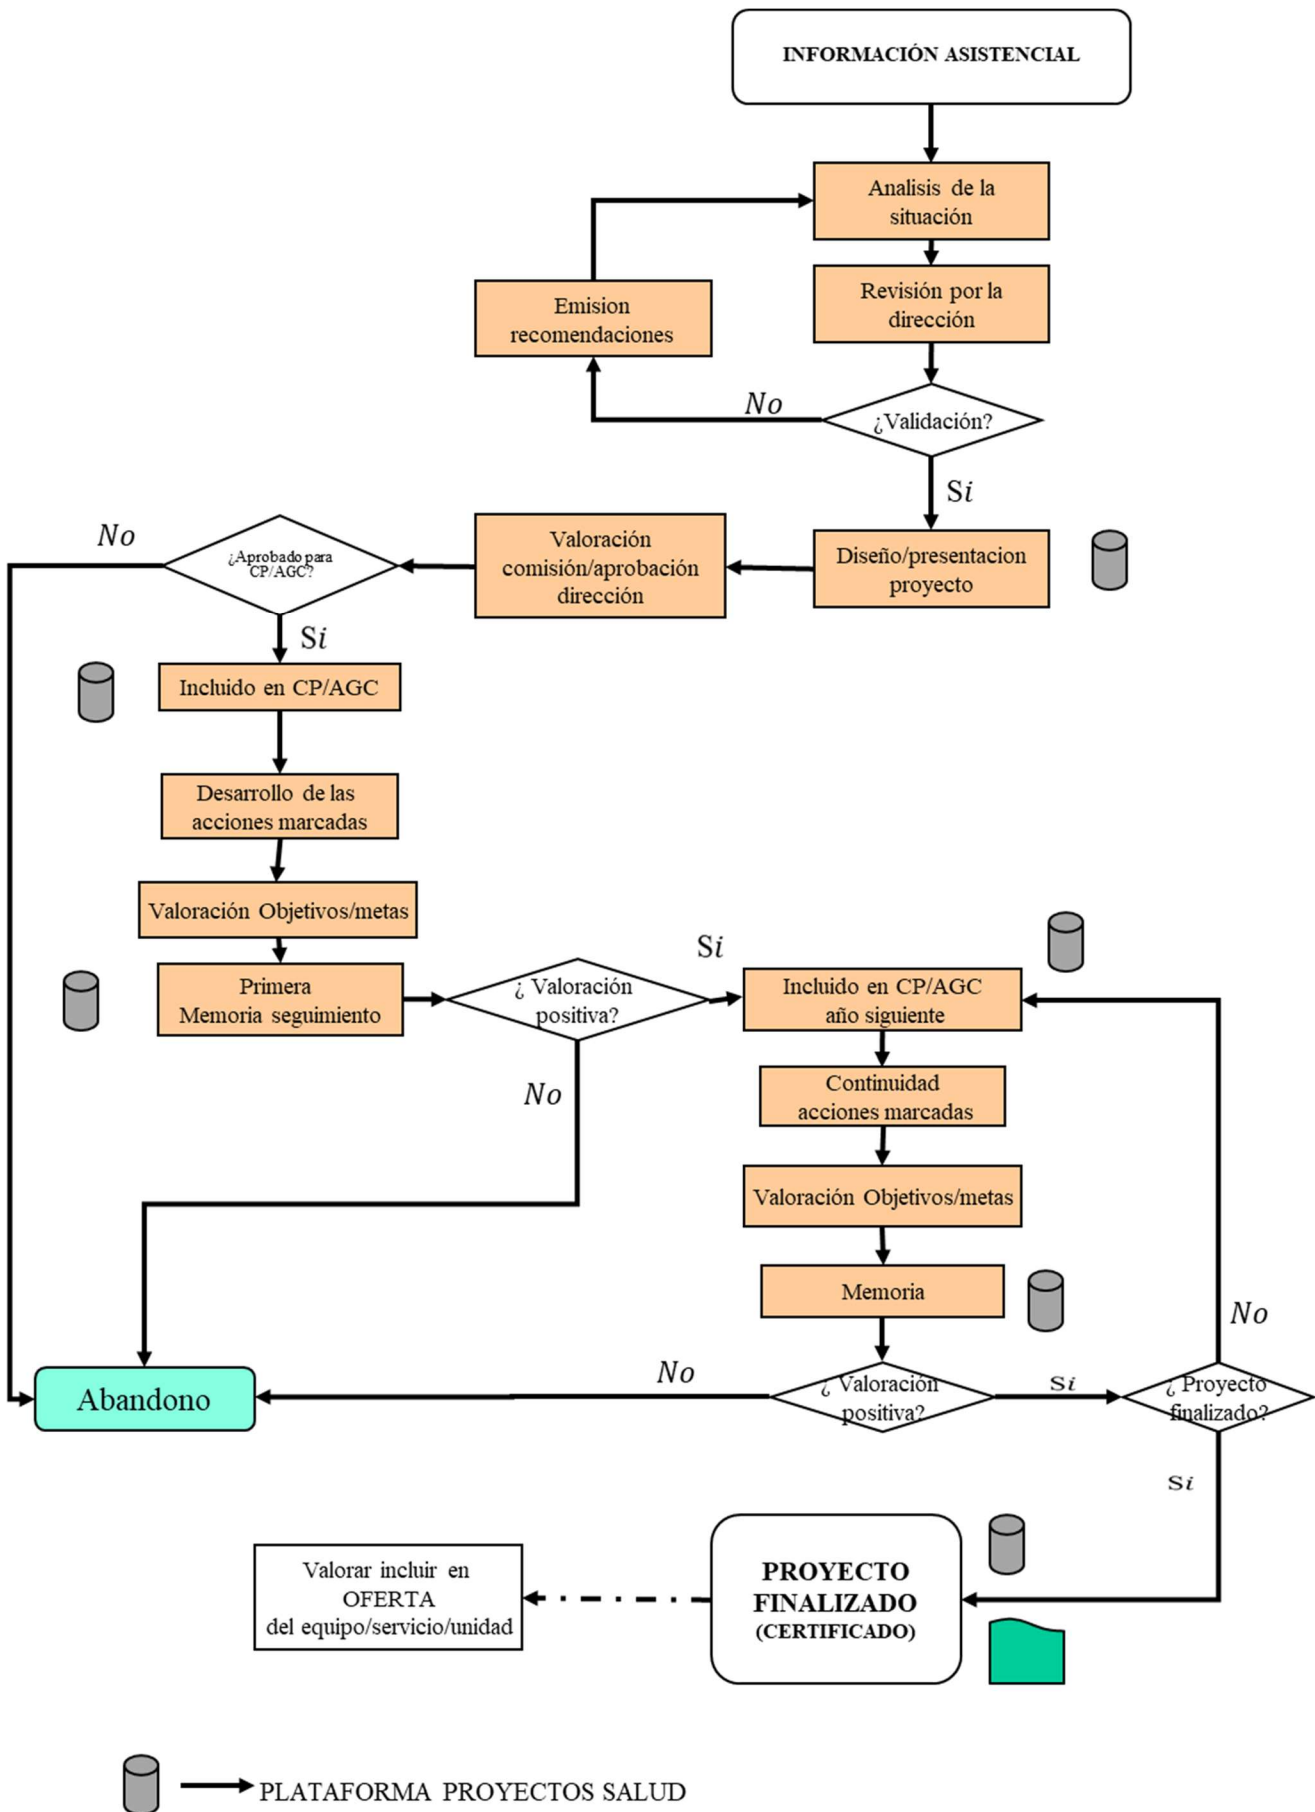 INFORMACIÓN ASISTENCIAL
Analisis de la
situación
Revisión por la
dirección
Emision
recomendaciones
No
¿Validación?
Si
Diseño/presentacion
proyecto
Valoración
comisión/aprobación
dirección
No
¿Aprobado para
CP/AGC?
Si
Incluido en CP/AGC
Desarrollo de las
acciones marcadas
Valoración Objetivos/metas
Primera
Memoria seguimiento
¿ Valoración
positiva?
Si
No
Incluido en CP/AGC
año siguiente
Continuidad
acciones marcadas
Valoración Objetivos/metas
Memoria
No
Abandono
No
¿ Valoración
positiva?
Si
¿ Proyecto
finalizado?
Si
PROYECTO
FINALIZADO
(CERTIFICADO)
Valorar incluir en
OFERTA
del equipo/servicio/unidad
PLATAFORMA PROYECTOS SALUD